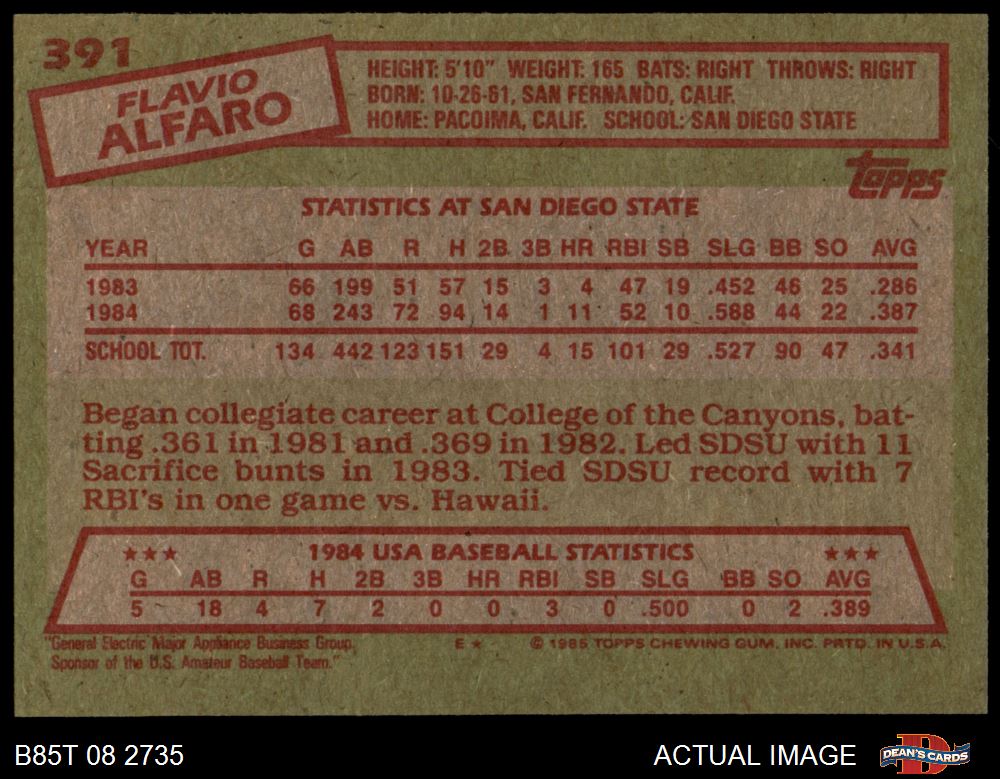 391
FLAVIO
ALFARO
HEIGHT: 5'10" WEIGHT: 165 BATS: RIGHT THROWS: RIGHT
BORN: 10-26-61, SAN FERNANDO, CALIF.
HOME: PACOIMA, CALIF. SCHOOL: SAN DIEGO STATE
topps
STATISTICS AT SAN DIEGO STATE
YEAR G AB R H 2B 3B HR RBI SB SLG BB SO AVG
1983 66 199 51 57 15 3 4 47 19 .452 46 25 .286
1984 68 243 72 94 14 1 11 52 10 .588 44 22 .387
SCHOOL TOT. 134 442 123 151 29 4 15 101 29 .527 90 47 .341
Began collegiate career at College of the Canyons, bat-
ting .361 in 1981 and .369 in 1982. Led SDSU with 11
Sacrifice bunts in 1983. Tied SDSU record with 7
RBI's in one game vs. Hawaii.
★★★ 1984 USA BASEBALL STATISTICS ★★★
G AB R H 2B 3B HR RBI SB SLG BB SO AVG
5 18 4 7 2 0 0 3 0 .500 0 2 .389
"General Electric Major Appliance Business Group,
Sponsor of the U.S. Amateur Baseball Team."
E ★ © 1985 TOPPS CHEWING GUM, INC. PRTD. IN U.S.A.
B85T 08 2735
ACTUAL IMAGE
D
DEAN'S CARDS